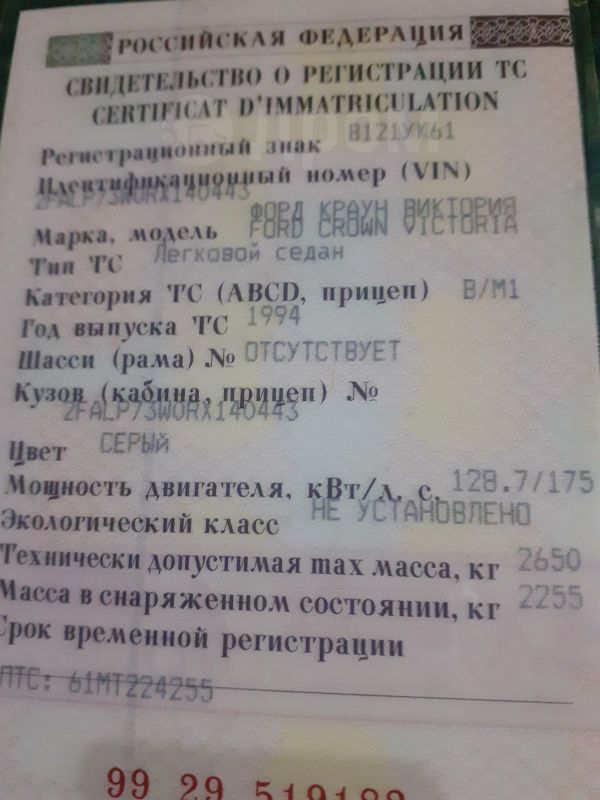 РОССИЙСКАЯ ФЕДЕРАЦИЯ
СВИДЕТЕЛЬСТВО О РЕГИСТРАЦИИ ТС
CERTIFICAT D'IMMATRICULATION
Регистрационный знак В121УК61
Идентификационный номер (VIN)
2FALP73W0RX140443
Марка, модель ФОРД КРАУН ВИКТОРИЯ
FORD CROWN VICTORIA
Тип ТС Легковой седан
Категория ТС (ABCD, прицеп) B/M1
Год выпуска ТС 1994
Шасси (рама) № ОТСУТСТВУЕТ
Кузов (кабина, прицеп) №
2FALP73W0RX140443
Цвет СЕРЫЙ
Мощность двигателя, кВт/л. с. 128.7/175
Экологический класс НЕ УСТАНОВЛЕНО
Технически допустимая max масса, кг 2650
Масса в снаряженном состоянии, кг 2255
Срок временной регистрации
ПТС: 61МТ224255
99 29